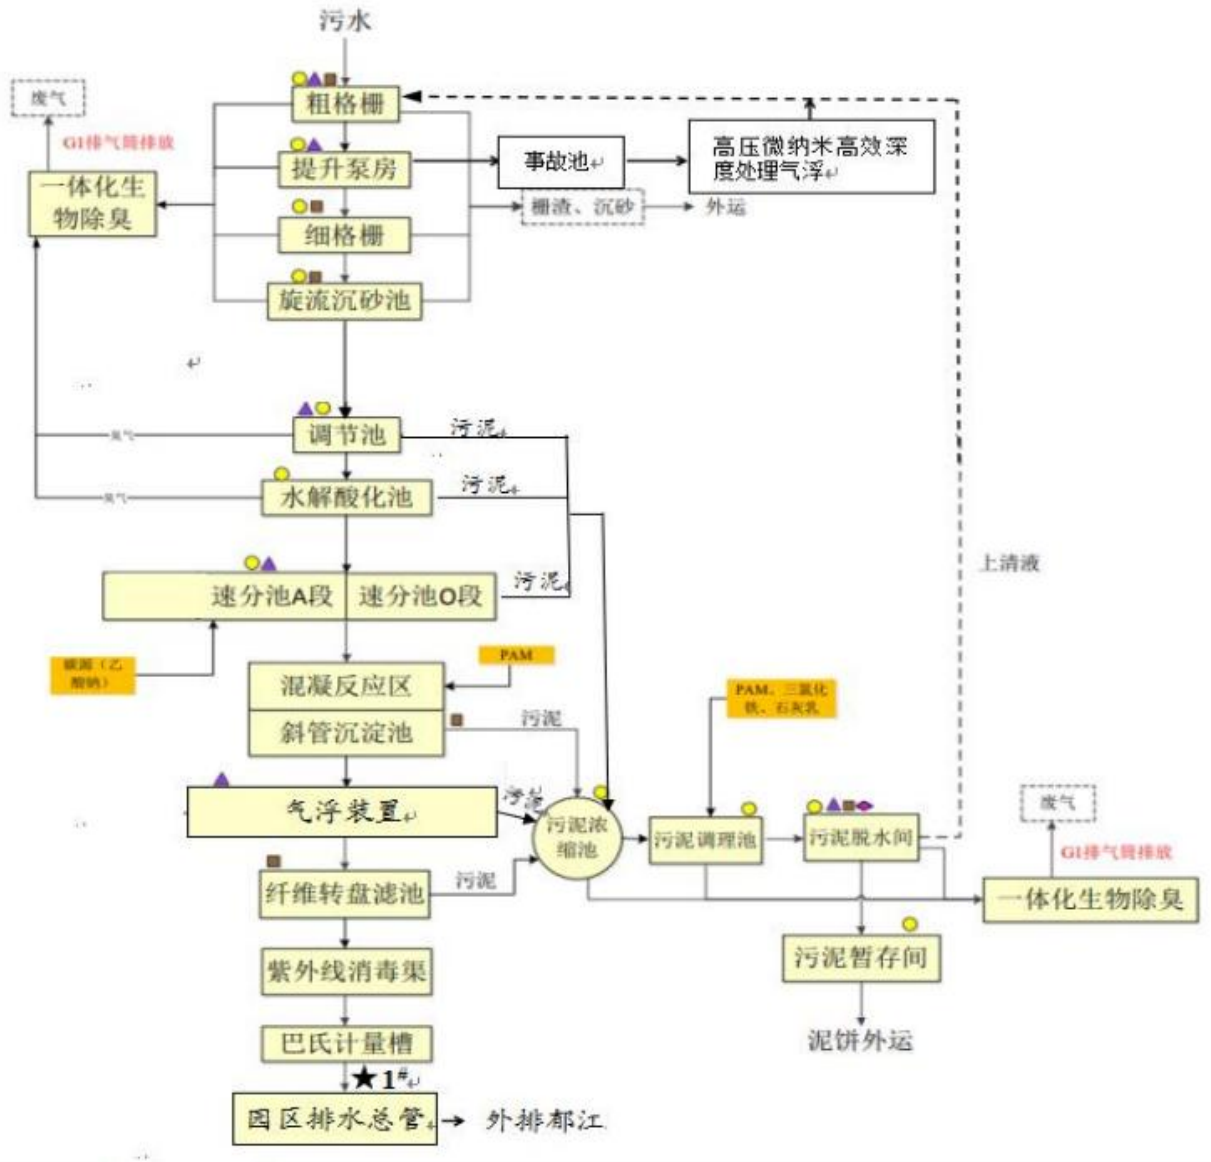 污水
废气
粗格栅
G1排气筒排放
提升泵房
事故池
高压微纳米高效深
度处理气浮
一体化生
物除臭
栅渣、沉砂
外运
细格栅
旋流沉砂池
调节池
污泥
臭气
水解酸化池
污泥
臭气
上清液
速分池A段
速分池O段
污泥
碳源（乙
酸钠）
PAM
混凝反应区
斜管沉淀池
污泥
PAM、三氯化
铁、石灰乳
气浮装置
污泥
污泥浓
缩池
污泥调理池
污泥脱水间
废气
G1排气筒排放
纤维转盘滤池
污泥
一体化生物除臭
紫外线消毒渠
污泥暂存间
巴氏计量槽
泥饼外运
★1#
园区排水总管
外排郁江